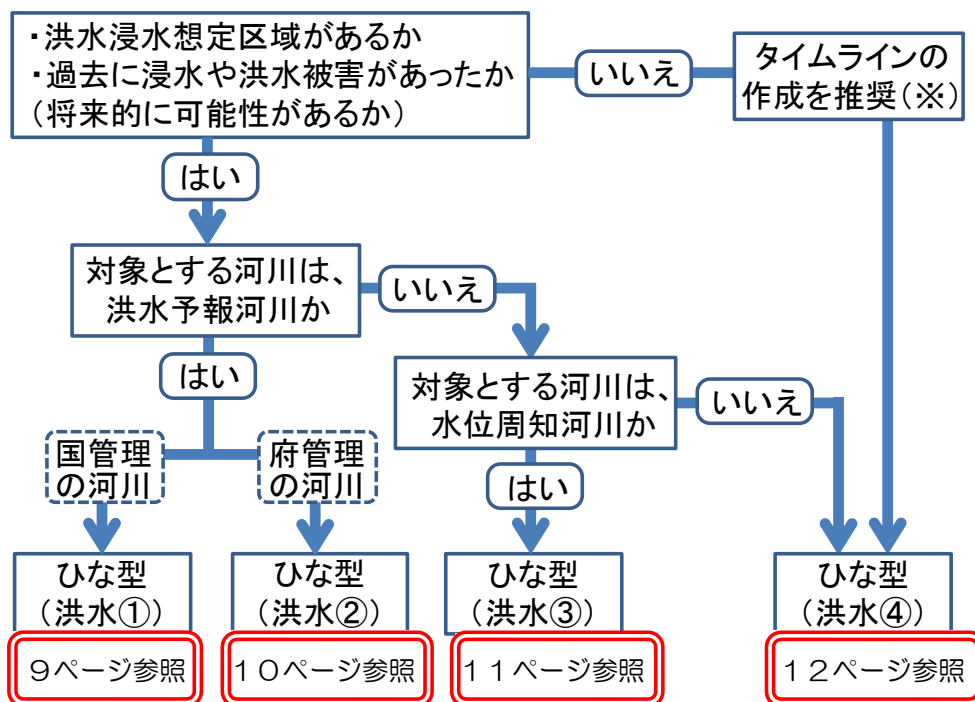 ・洪水浸水想定区域があるか
・過去に浸水や洪水被害があったか
（将来的に可能性があるか）
いいえ
タイムラインの
作成を推奨（※）
はい
対象とする河川は、
洪水予報河川か
いいえ
はい
対象とする河川は、
水位周知河川か
いいえ
国管理
の河川
府管理
の河川
はい
ひな型
（洪水①）
ひな型
（洪水②）
ひな型
（洪水③）
ひな型
（洪水④）
９ページ参照
１０ページ参照
１１ページ参照
１２ページ参照